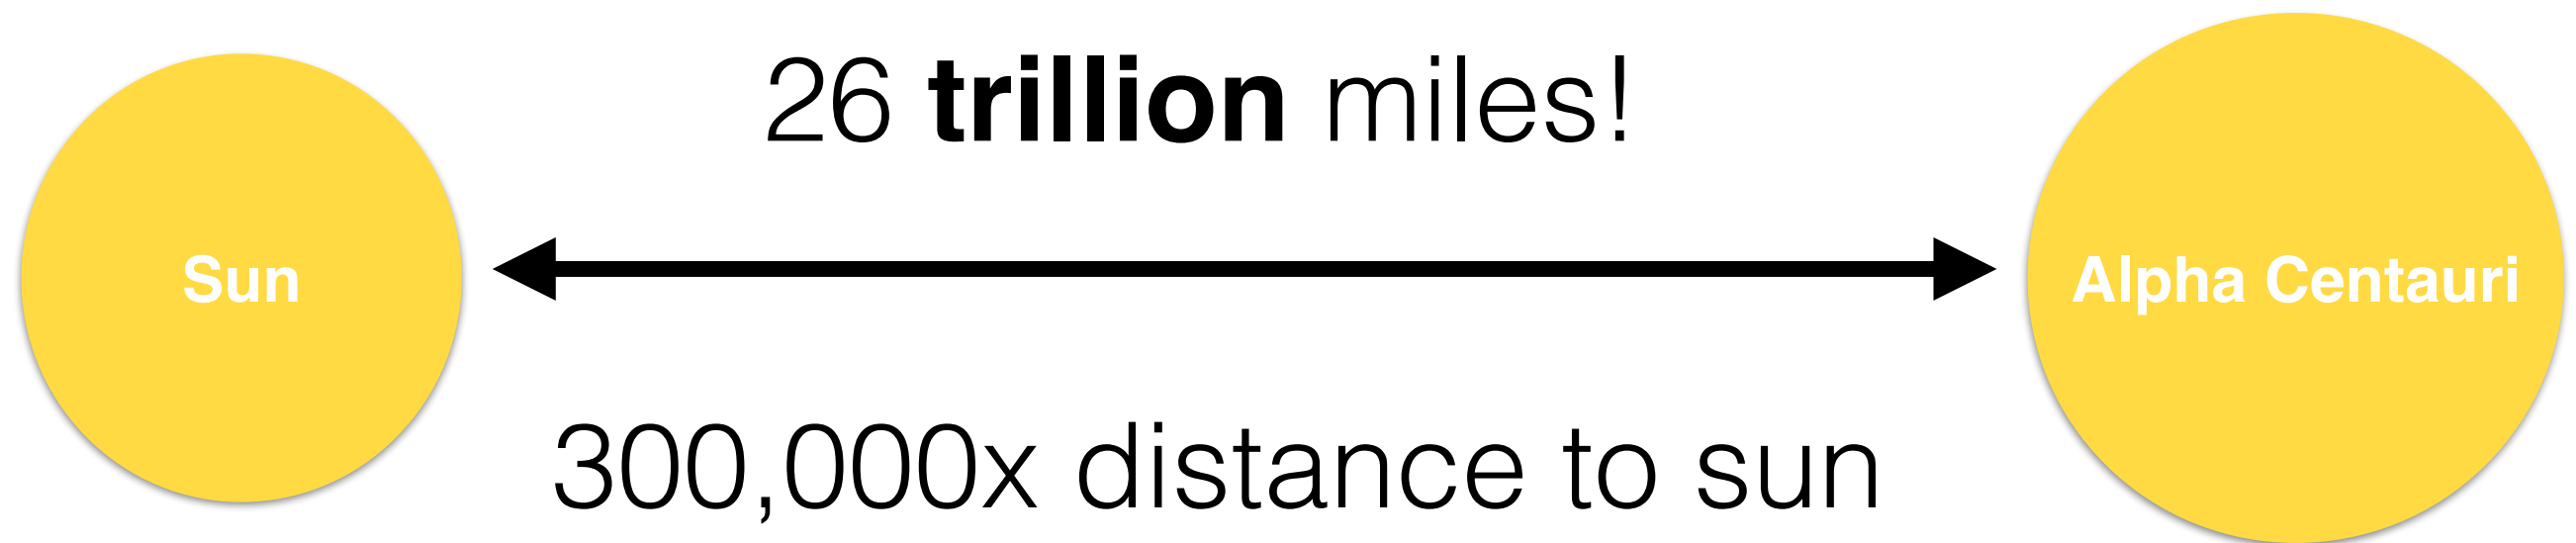 26 trillion miles!
Sun
Alpha Centauri
300,000x distance to sun